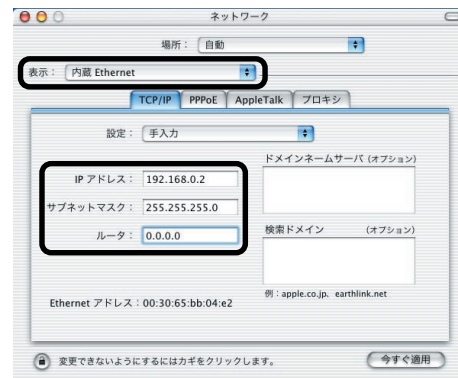 ネットワーク
場所： 自動
表示： 内蔵 Ethernet
TCP/IP PPPoE AppleTalk プロキシ
設定： 手入力
ドメインネームサーバ (オプション)
IP アドレス： 192.168.0.2
サブネットマスク： 255.255.255.0
ルータ： 0.0.0.0
検索ドメイン (オプション)
例：apple.co.jp、earthlink.net
Ethernet アドレス：00:30:65:bb:04:e2
変更できないようにするにはカギをクリックします。
今すぐ適用